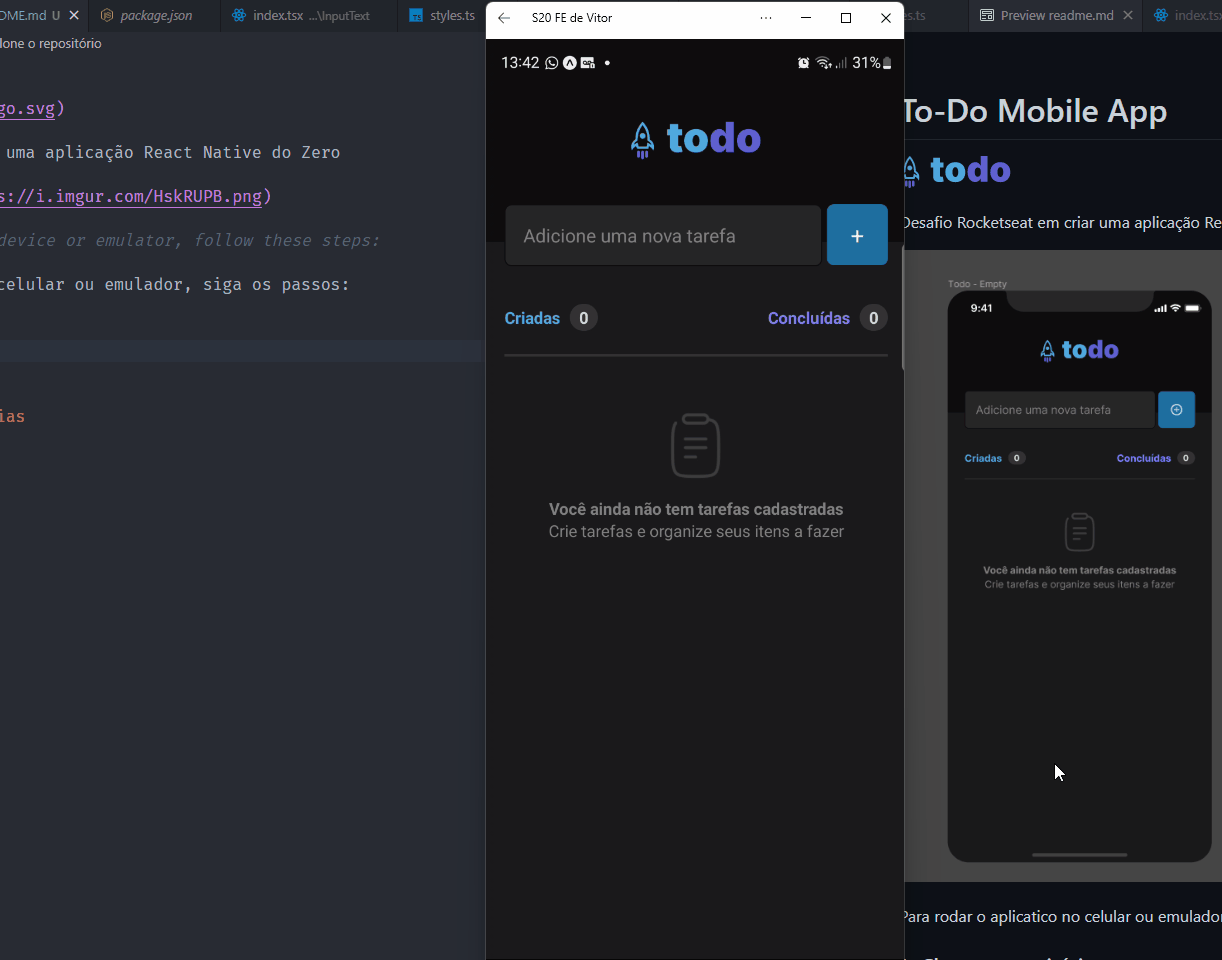 DME.md U
package.json
index.tsx ...\InputText
styles.ts
lone o repositório
go.svg)
uma aplicação React Native do Zero
s://i.imgur.com/HskRUPB.png)
device or emulator, follow these steps:
celular ou emulador, siga os passos:
ias
S20 FE de Vitor
13:42
31%
todo
Adicione uma nova tarefa
+
Criadas 0
Concluídas 0
Você ainda não tem tarefas cadastradas
Crie tarefas e organize seus itens a fazer
es.ts
Preview readme.md
index.ts
To-Do Mobile App
todo
Desafio Rocketseat em criar uma aplicação Re
Todo - Empty
9:41
todo
Adicione uma nova tarefa
Criadas 0
Concluídas 0
Você ainda não tem tarefas cadastradas
Crie tarefas e organize seus itens a fazer
Para rodar o aplicatico no celular ou emulador